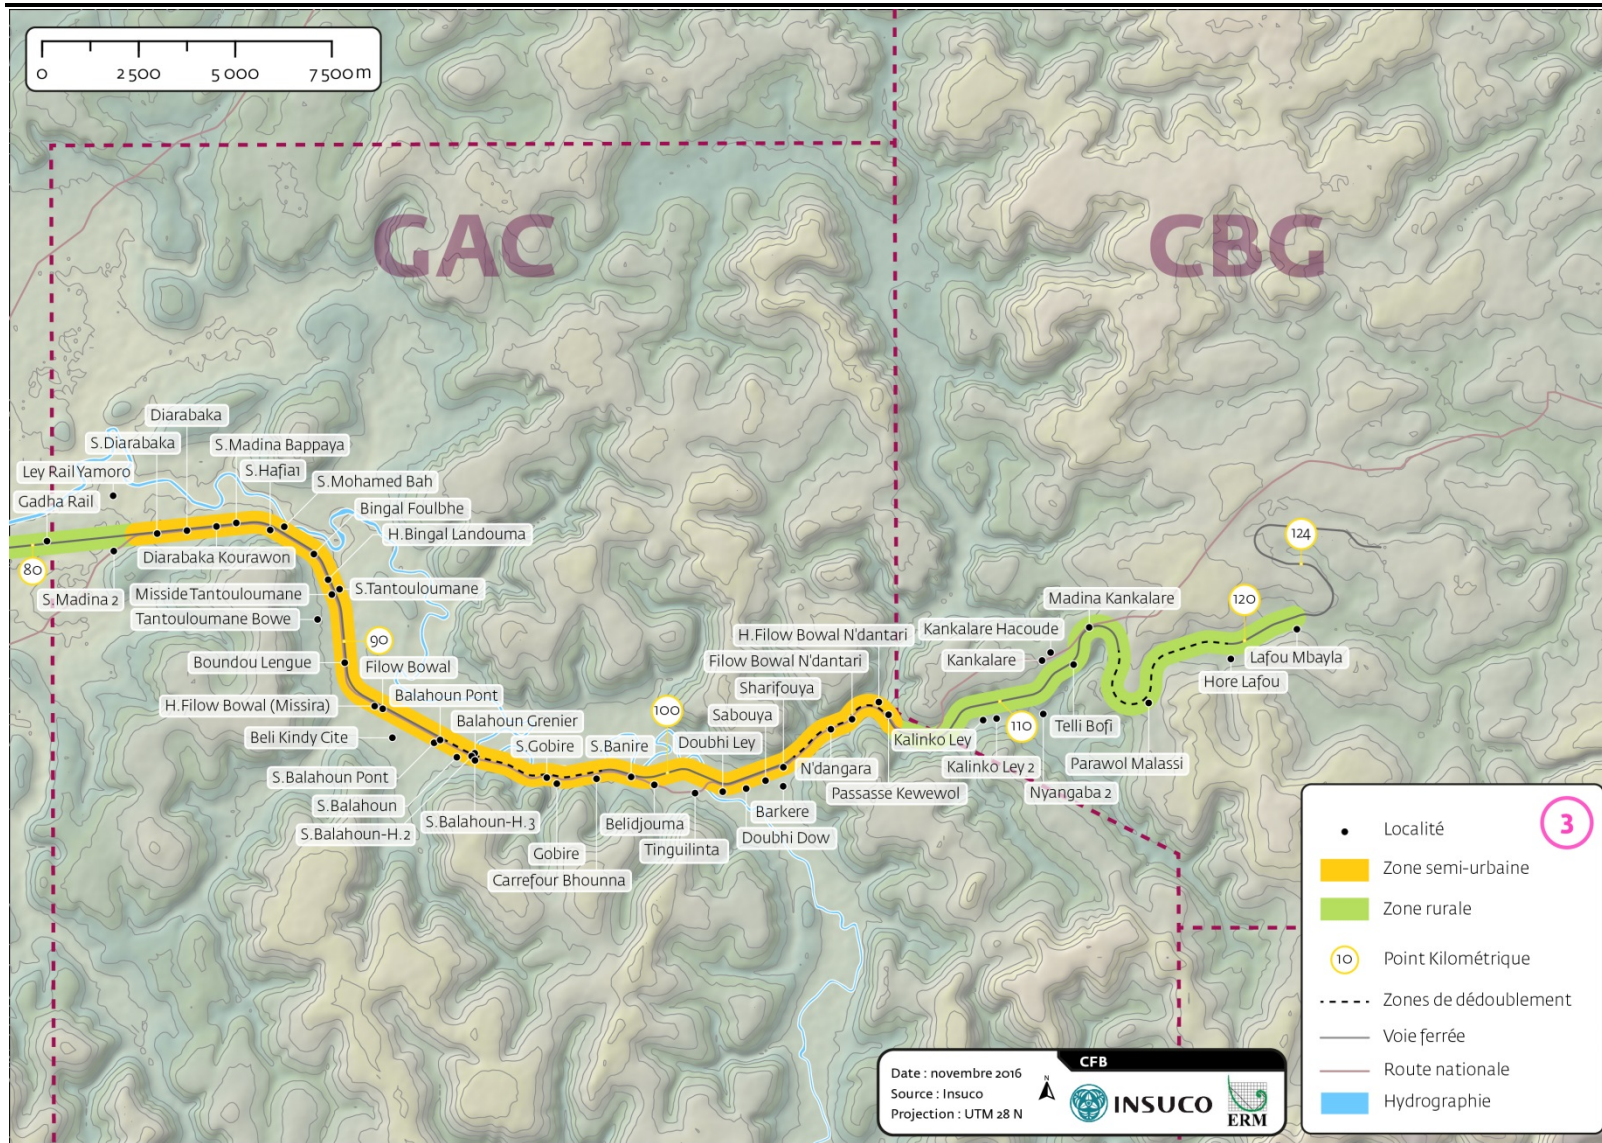 0 2 500 5 000 7 500 m
GAC
CBG
Diarabaka
S.Diarabaka
S.Madina Bappaya
Ley Rail Yamoro
S.Hafia1
S.Mohamed Bah
Gadha Rail
Bingal Foulbhe
H.Bingal Landouma
Diarabaka Kourawon
80
S.Madina 2
Misside Tantouloumane
S.Tantouloumane
Tantouloumane Bowe
90
Boundou Lengue
Filow Bowal
H.Filow Bowal (Missira)
Balahoun Pont
Beli Kindy Cite
Balahoun Grenier
S.Gobire
S.Banire
100
Doubhi Ley
Sabouya
Sharifouya
Filow Bowal N'dantari
H.Filow Bowal N'dantari
S.Balahoun Pont
S.Balahoun
S.Balahoun-H.2
S.Balahoun-H.3
Gobire
Carrefour Bhounna
Belidjouma
Tinguilinta
Doubhi Dow
Barkere
N'dangara
Passasse Kewewol
Kalinko Ley
Kalinko Ley 2
110
Nyangaba 2
Kankalare
Kankalare Hacoude
Madina Kankalare
Telli Bofi
Parawol Malassi
Hore Lafou
Lafou Mbayla
120
124
3
Localité
Zone semi-urbaine
Zone rurale
10 Point Kilométrique
Zones de dédoublement
Voie ferrée
Route nationale
Hydrographie
CFB
Date : novembre 2016
Source : Insuco
Projection : UTM 28 N
N
INSUCO
ERM